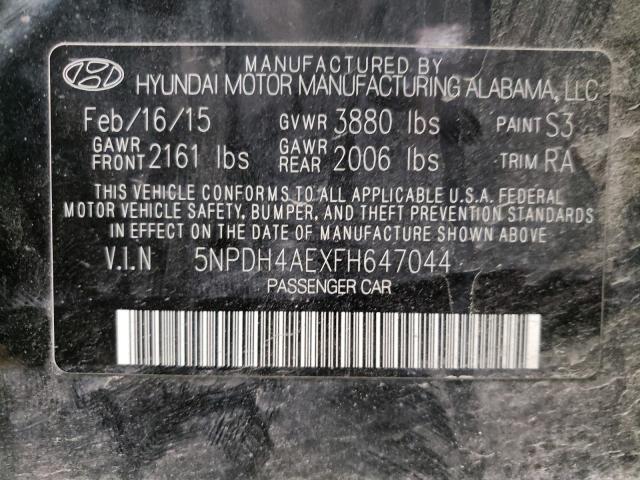 MANUFACTURED BY
HYUNDAI MOTOR MANUFACTURING ALABAMA, LLC
Feb/16/15 GVWR 3880 lbs PAINT S3
GAWR FRONT 2161 lbs GAWR REAR 2006 lbs TRIM RA
THIS VEHICLE CONFORMS TO ALL APPLICABLE U.S.A. FEDERAL
MOTOR VEHICLE SAFETY, BUMPER, AND THEFT PREVENTION STANDARDS
IN EFFECT ON THE DATE OF MANUFACTURE SHOWN ABOVE.
V.I.N 5NPDH4AEXFH647044
PASSENGER CAR